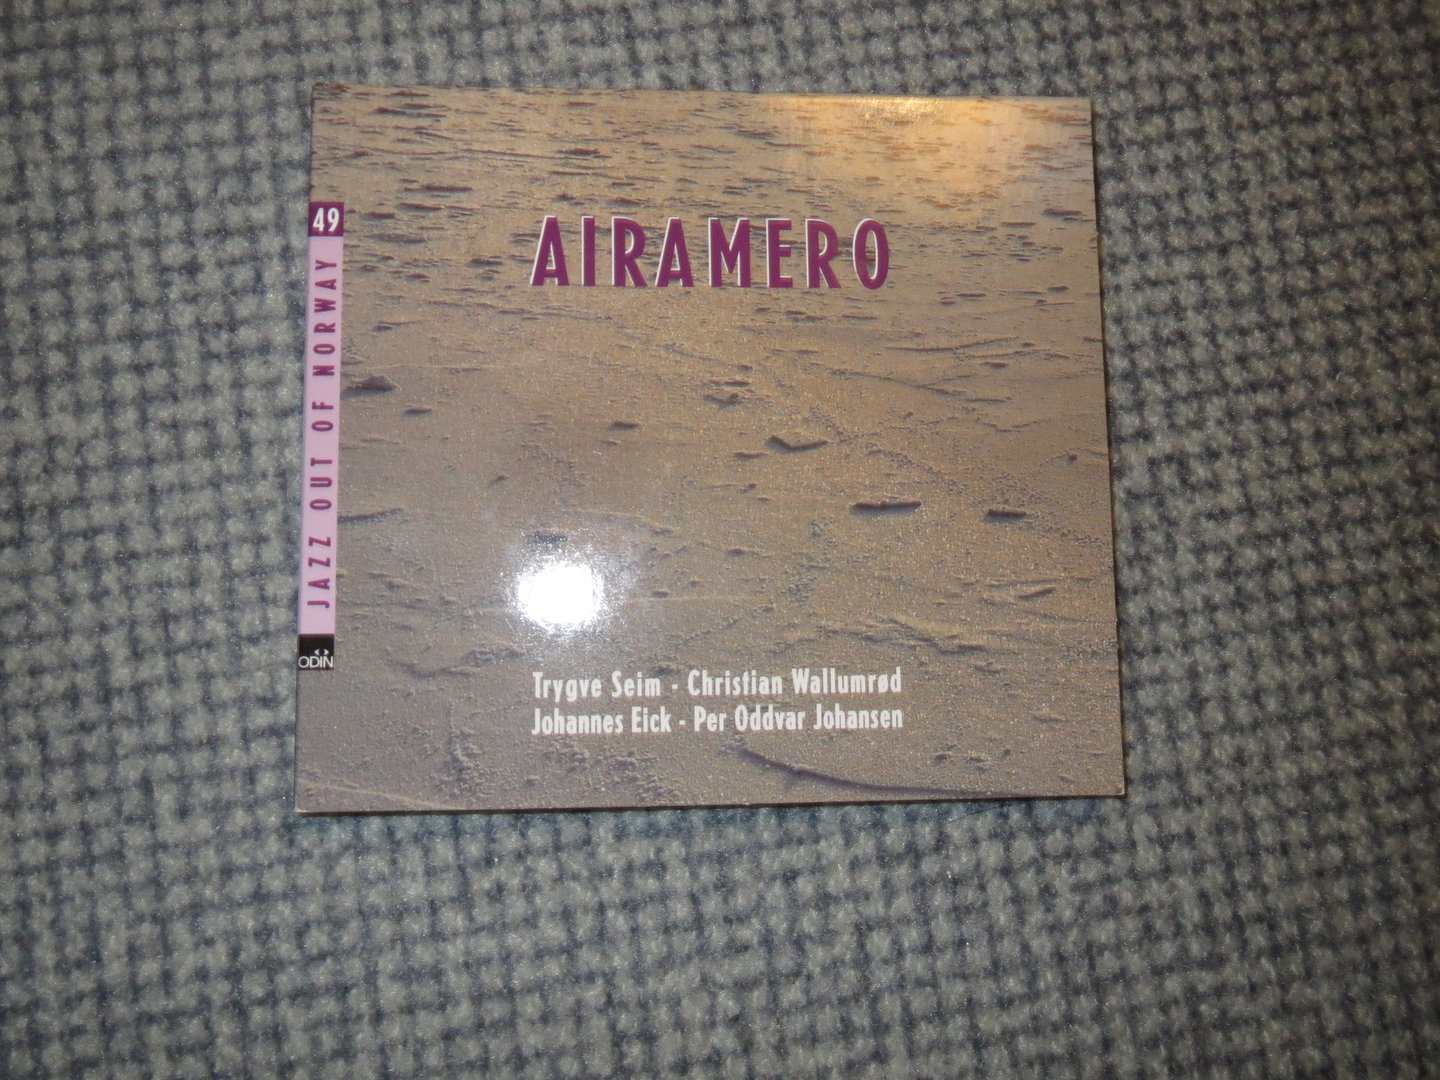 49
JAZZ OUT OF NORWAY
ODIN
AIRAMERO
Trygve Seim - Christian Wallumrød
Johannes Eick - Per Oddvar Johansen